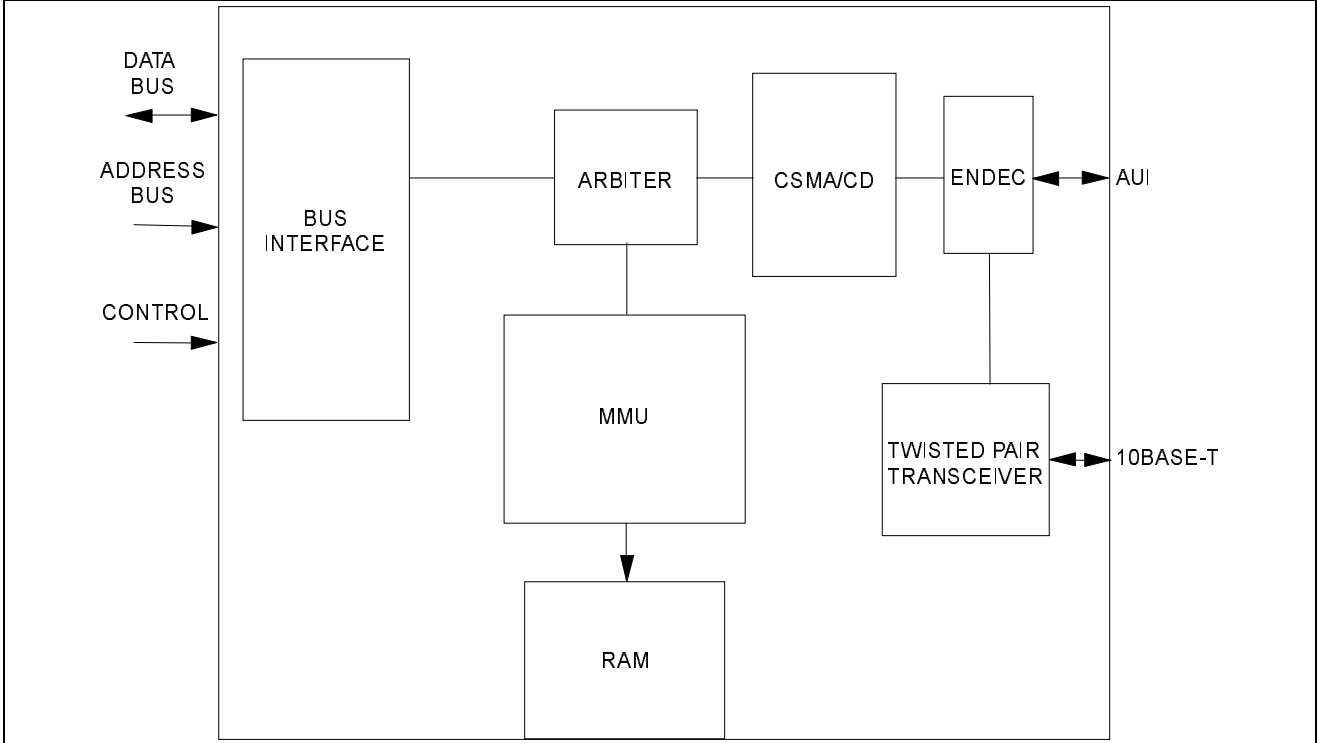 DATA
BUS
ADDRESS
BUS
CONTROL
BUS
INTERFACE
ARBITER
CSMA/CD
ENDEC
AUI
MMU
TWISTED PAIR
TRANSCEIVER
10BASE-T
RAM